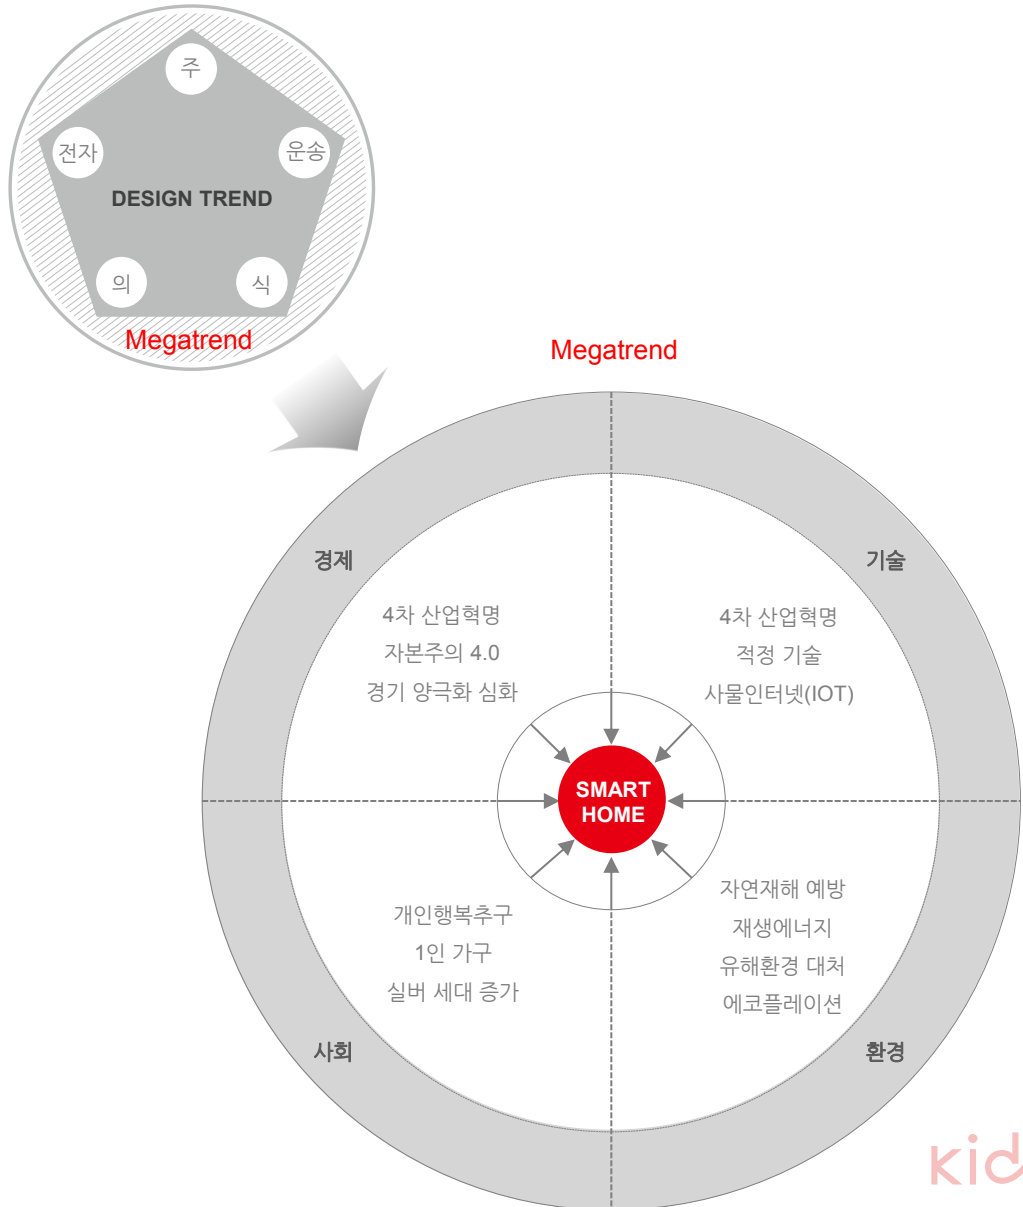 주
전자
운송
DESIGN TREND
의
식
Megatrend
Megatrend
경제
기술
4차 산업혁명
자본주의 4.0
경기 양극화 심화
4차 산업혁명
적정 기술
사물인터넷(IOT)
SMART
HOME
개인행복추구
1인 가구
실버 세대 증가
자연재해 예방
재생에너지
유해환경 대처
에코플레이션
사회
환경
kid